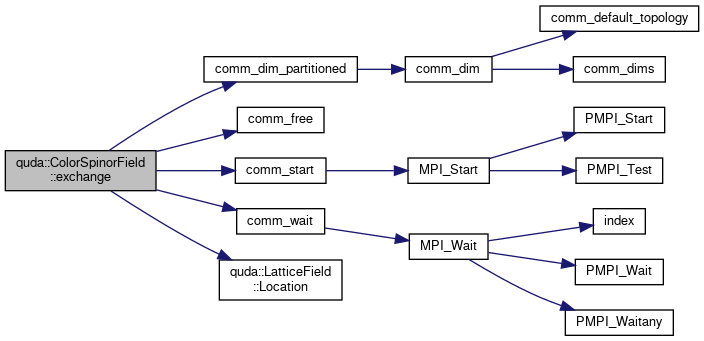 comm_default_topology
comm_dim_partitioned
comm_dim
comm_dims
comm_free
PMPI_Start
quda::ColorSpinorField
::exchange
comm_start
MPI_Start
PMPI_Test
comm_wait
index
MPI_Wait
quda::LatticeField
::Location
PMPI_Wait
PMPI_Waitany